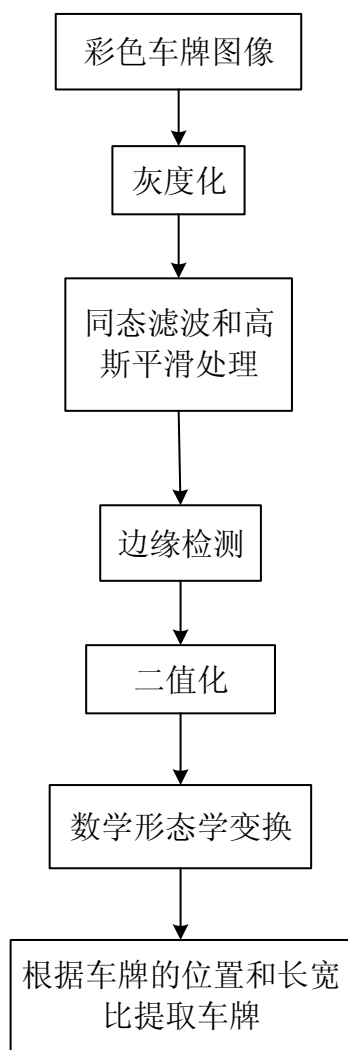 彩色车牌图像
灰度化
同态滤波和高
斯平滑处理
边缘检测
二值化
数学形态学变换
根据车牌的位置和长宽
比提取车牌